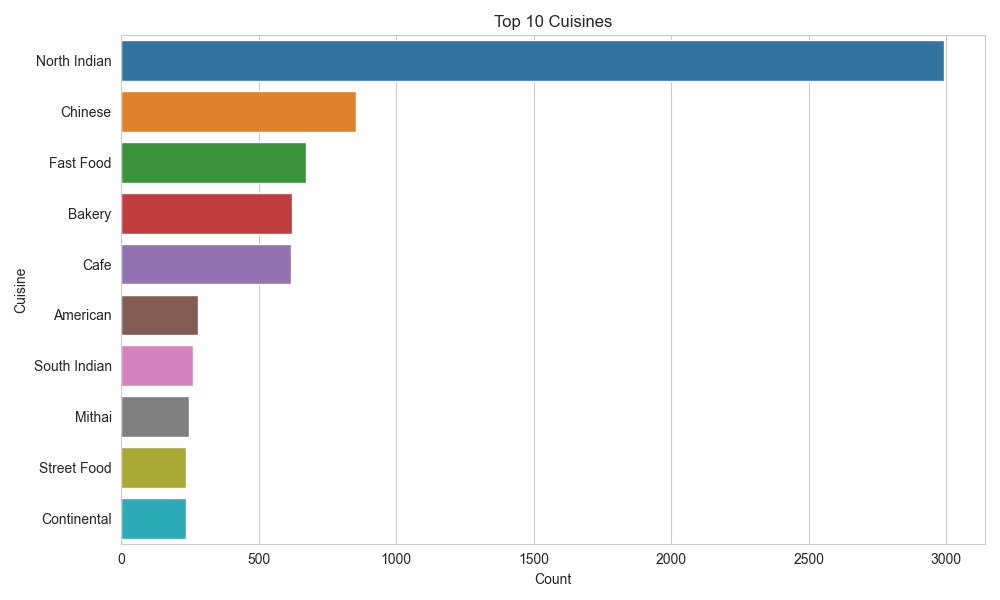 Top 10 Cuisines
Cuisine
North Indian
Chinese
Fast Food
Bakery
Cafe
American
South Indian
Mithai
Street Food
Continental
0 500 1000 1500 2000 2500 3000
Count